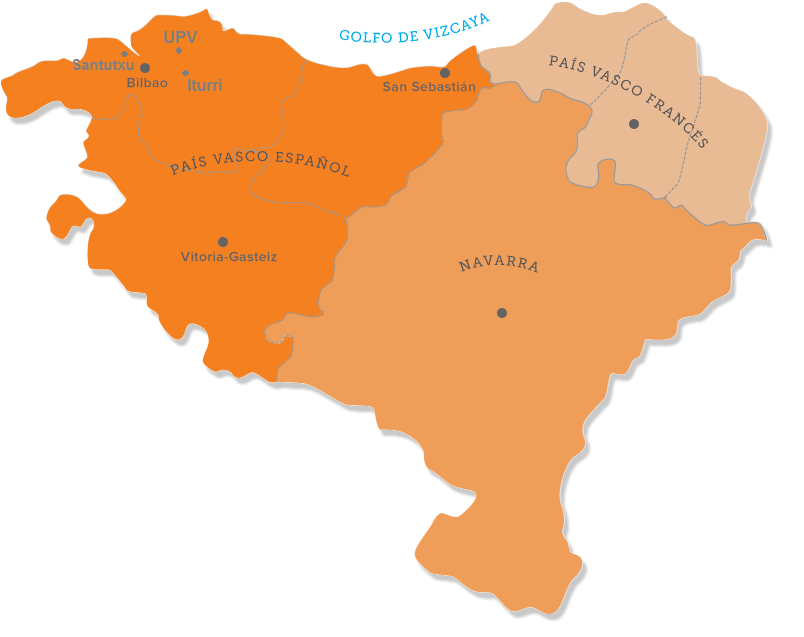 GOLFO DE VIZCAYA
UPV
Santutxu
Bilbao
Iturri
San Sebastián
PAÍS VASCO FRANCÉS
PAÍS VASCO ESPAÑOL
Vitoria-Gasteiz
NAVARRA